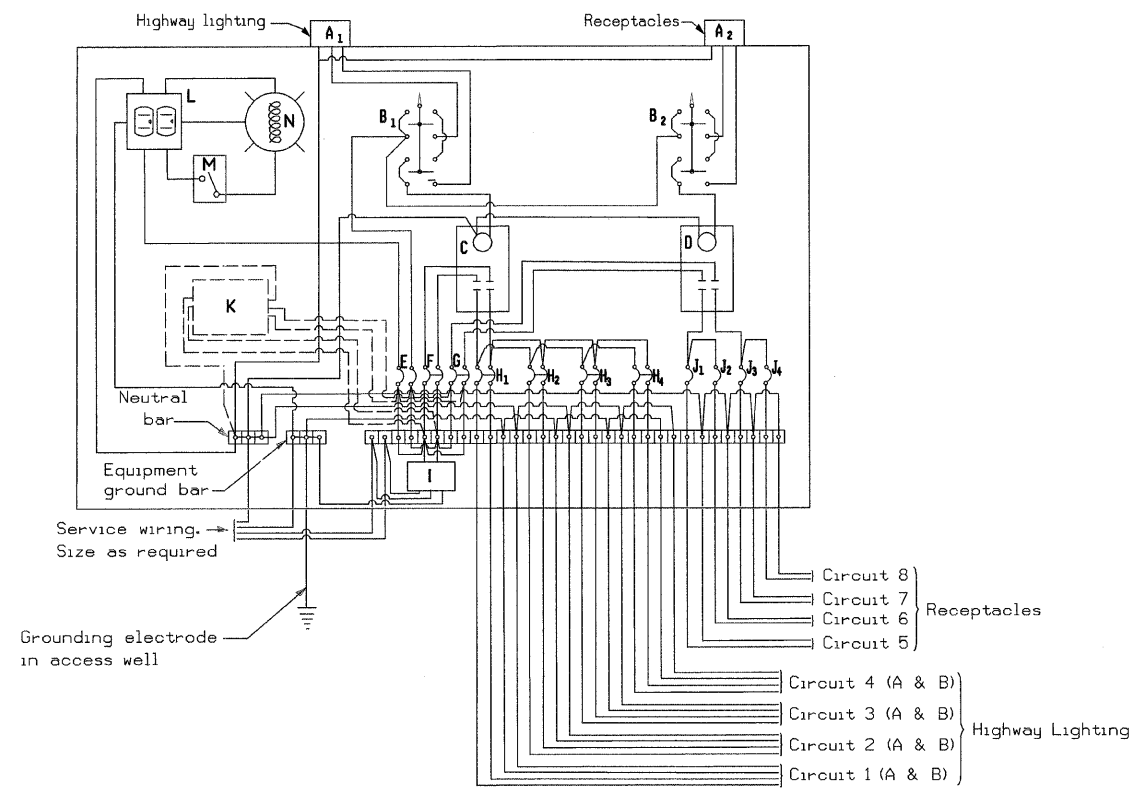 Highway lighting
A1
Receptacles
A2
L
N
M
B1
B2
C
D
K
E
F
G
H1
H2
H3
H4
J1
J2
J3
J4
Neutral
bar
Equipment
ground bar
I
Service wiring.
Size as required
Grounding electrode
in access well
Circuit 8
Circuit 7
Circuit 6
Circuit 5
Receptacles
Circuit 4 (A & B)
Circuit 3 (A & B)
Circuit 2 (A & B)
Circuit 1 (A & B)
Highway Lighting